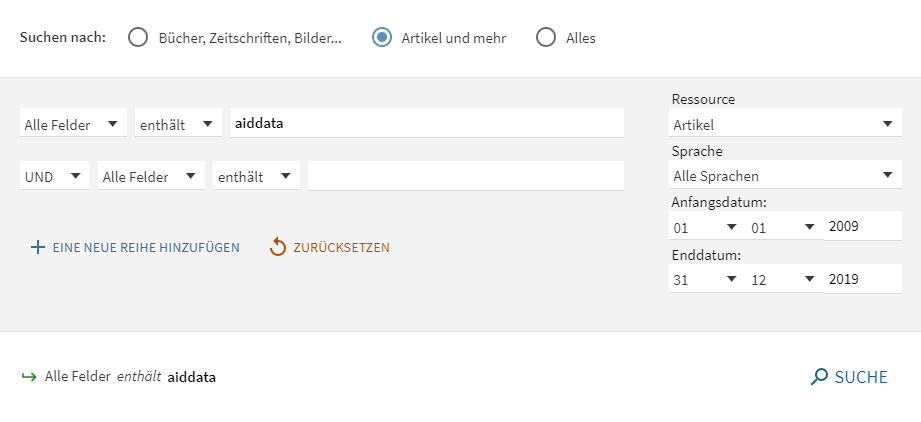 Suchen nach: Bücher, Zeitschriften, Bilder... Artikel und mehr Alles
Ressource
Alle Felder enthält aiddata
Artikel
Sprache
UND Alle Felder enthält
Alle Sprachen
Anfangsdatum:
01 01 2009
EINE NEUE REIHE HINZUFÜGEN ZURÜCKSETZEN
Enddatum:
31 12 2019
Alle Felder enthält aiddata
SUCHE